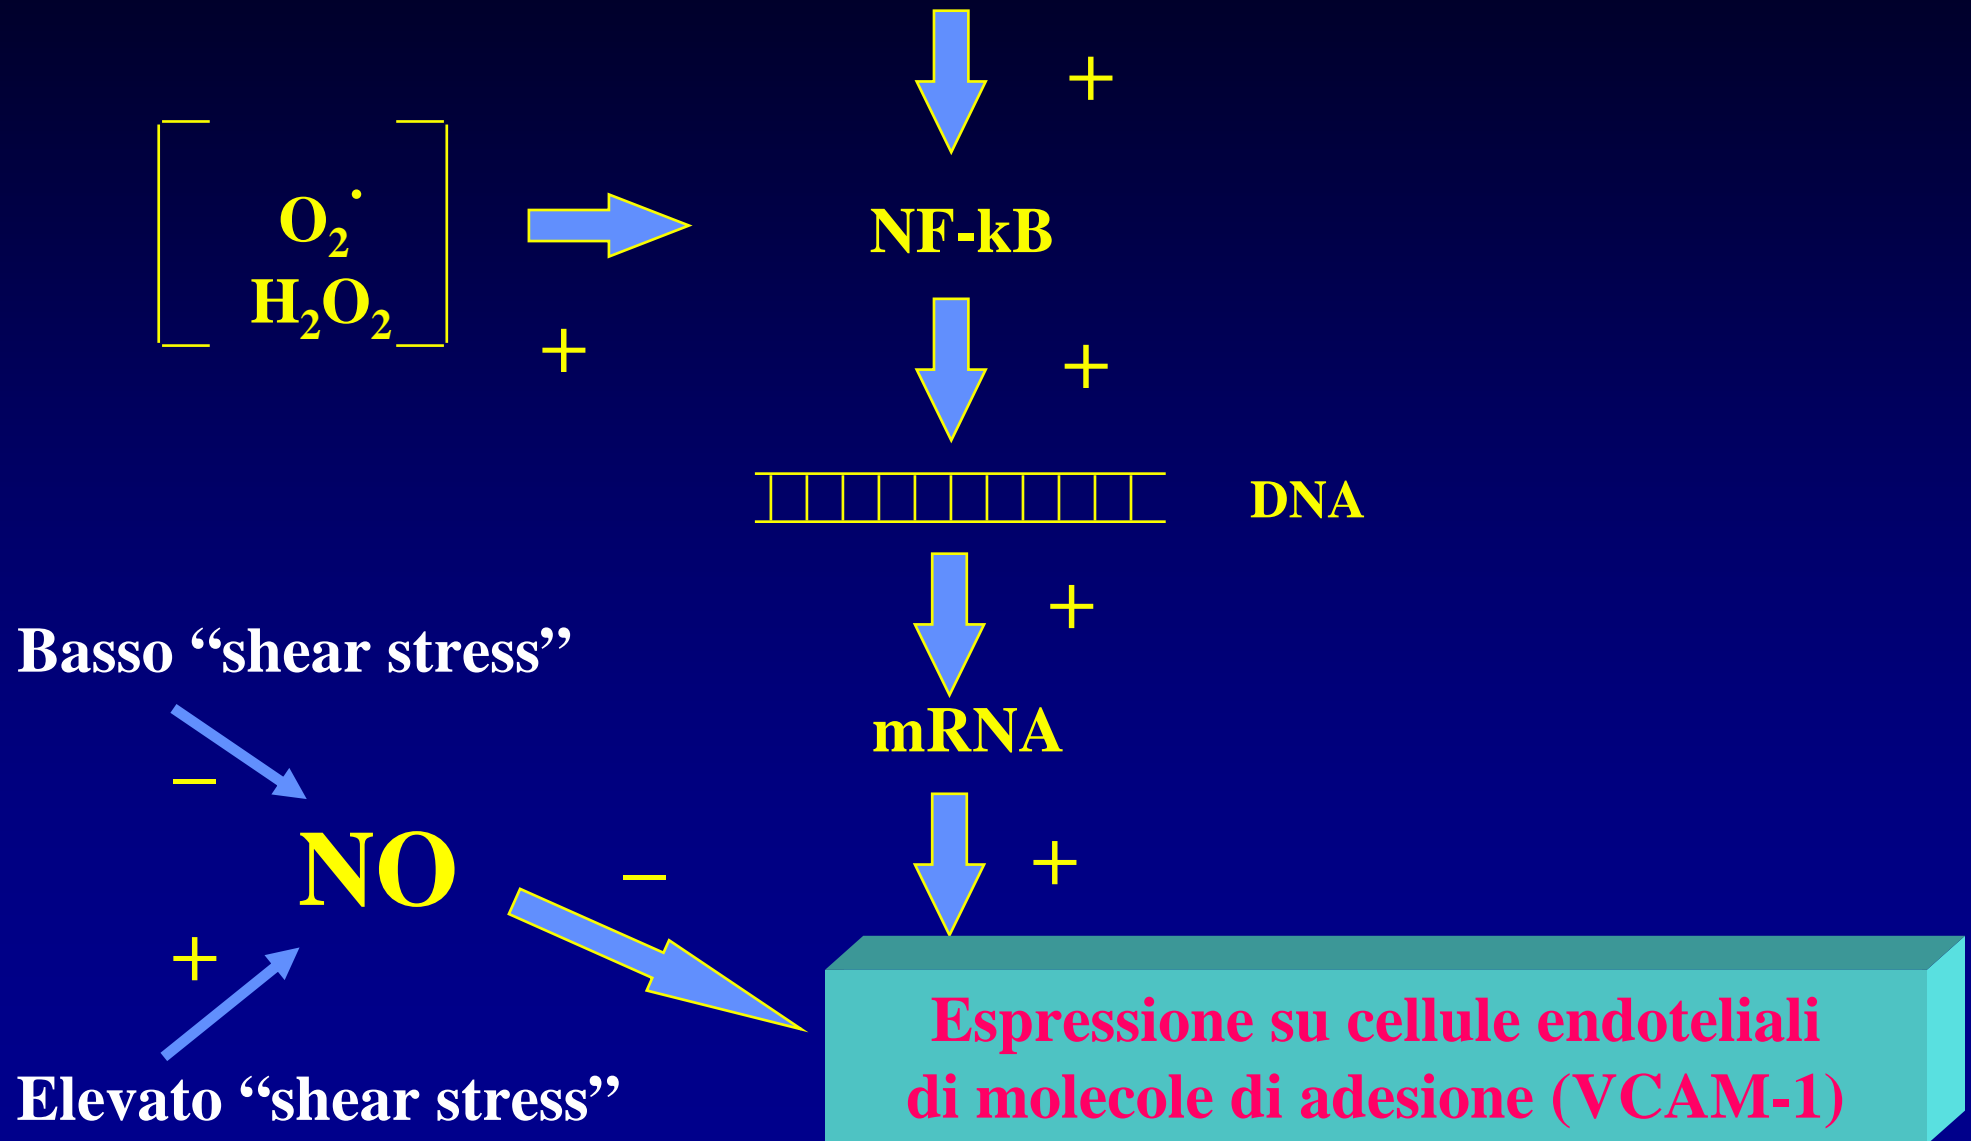 +
O₂˙
H₂O₂
+
NF-kB
+
DNA
+
mRNA
+
Basso “shear stress”
–
NO
–
+
Elevato “shear stress”
Espressione su cellule endoteliali
di molecole di adesione (VCAM-1)